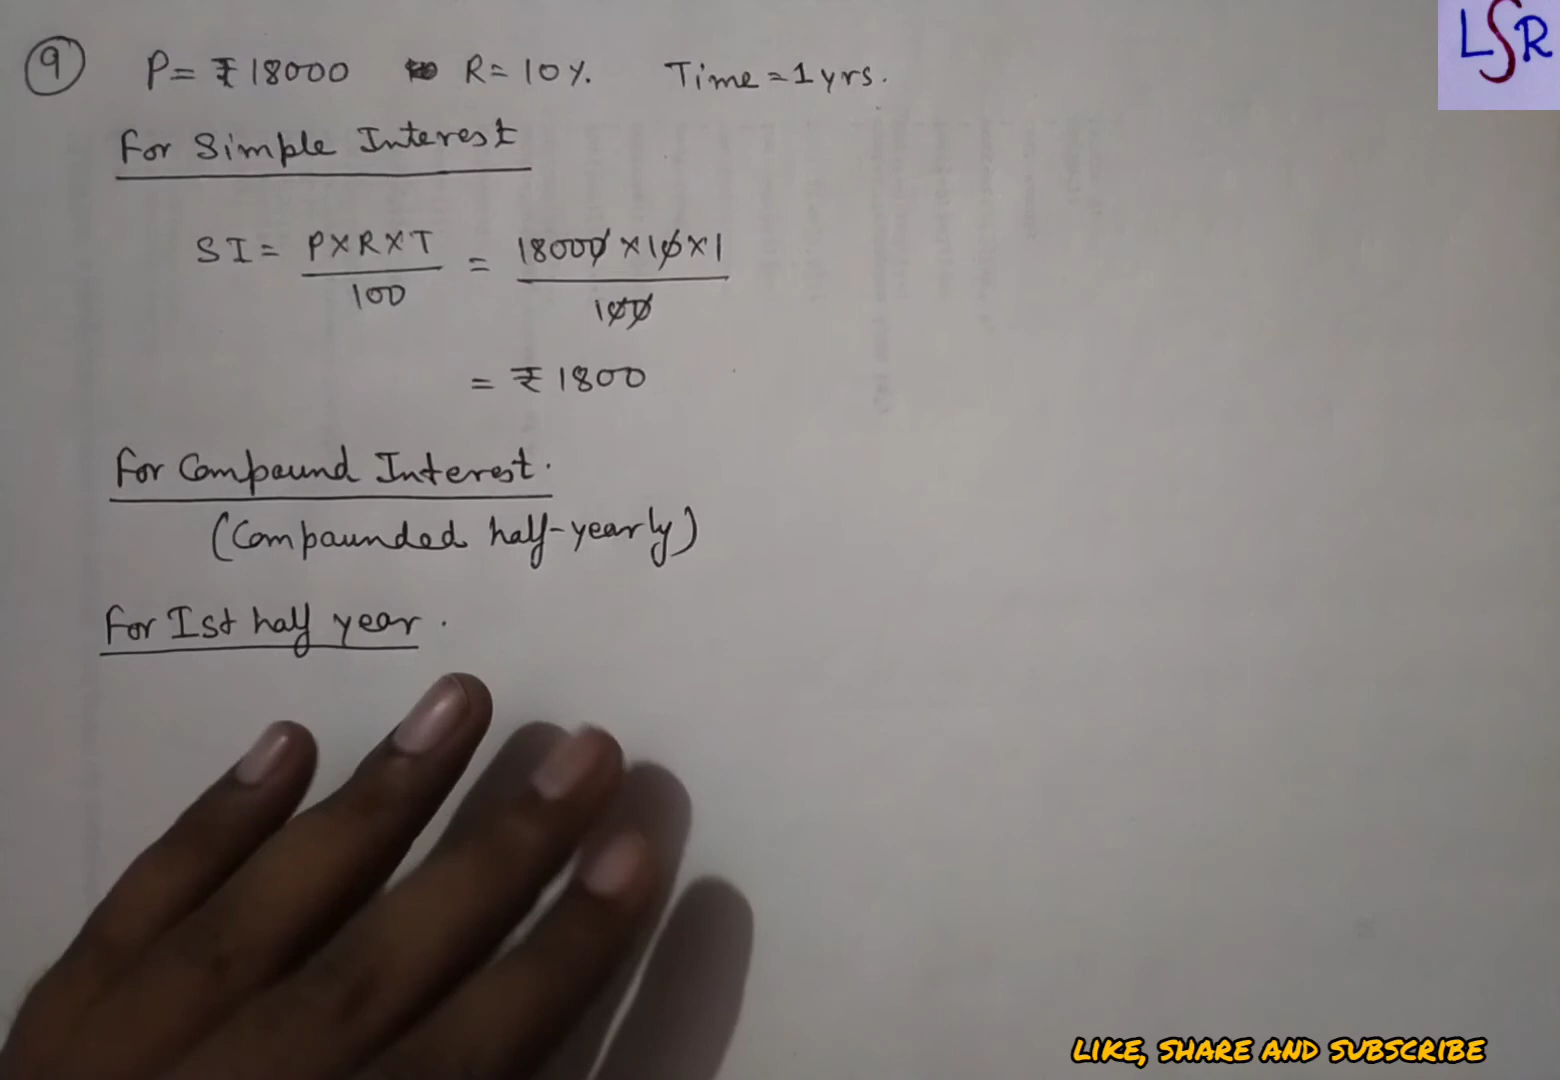 9 P = ₹ 18000 R = 10 %. Time = 1 yrs.
For Simple Interest
SI = P×R×T / 100 = 18000 × 10 × 1 / 100
= ₹ 1800
For Compound Interest.
(Compaunded half-yearly)
For Ist half year.
LSR
LIKE, SHARE AND SUBSCRIBE